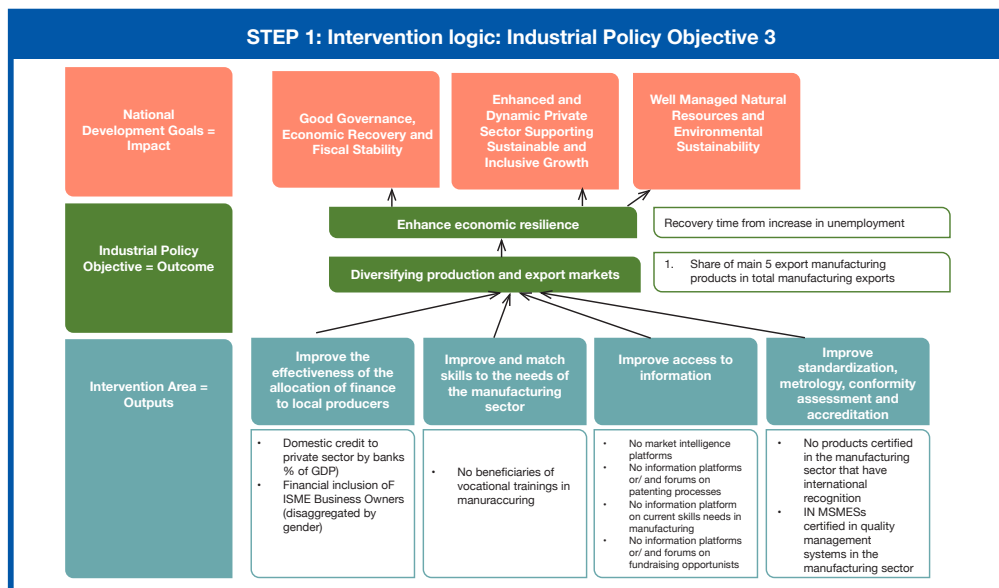 STEP 1: Intervention logic: Industrial Policy Objective 3
National
Development Goals =
Impact
Good Governance,
Economic Recovery and
Fiscal Stability
Enhanced and
Dynamic Private
Sector Supporting
Sustainable and
Inclusive Growth
Well Managed Natural
Resources and
Environmental
Sustainability
Industrial Policy
Objective = Outcome
Enhance economic resilience
Recovery time from increase in unemployment
Diversifying production and export markets
1. Share of main 5 export manufacturing
products in total manufacturing exports
Intervention Area =
Outputs
Improve the
effectiveness of the
allocation of finance
to local producers
• Domestic credit to
private sector by banks
% of GDP)
• Financial inclusion oF
ISME Business Owners
(disaggregated by
gender)
Improve and match
skills to the needs of
the manufacturing
sector
• No beneficiaries of
vocational trainings in
manuraccuring
Improve access to
information
• No market intelligence
platforms
• No information platforms
or/ and forums on
patenting processes
• No information platform
on current skills needs in
manufacturing
• No information platforms
or/ and forums on
fundraising opportunists
Improve
standardization,
metrology, conformity
assessment and
accreditation
• No products certified
in the manufacturing
sector that have
international
recognition
• IN MSMESs
certified in quality
management
systems in the
manufacturing sector